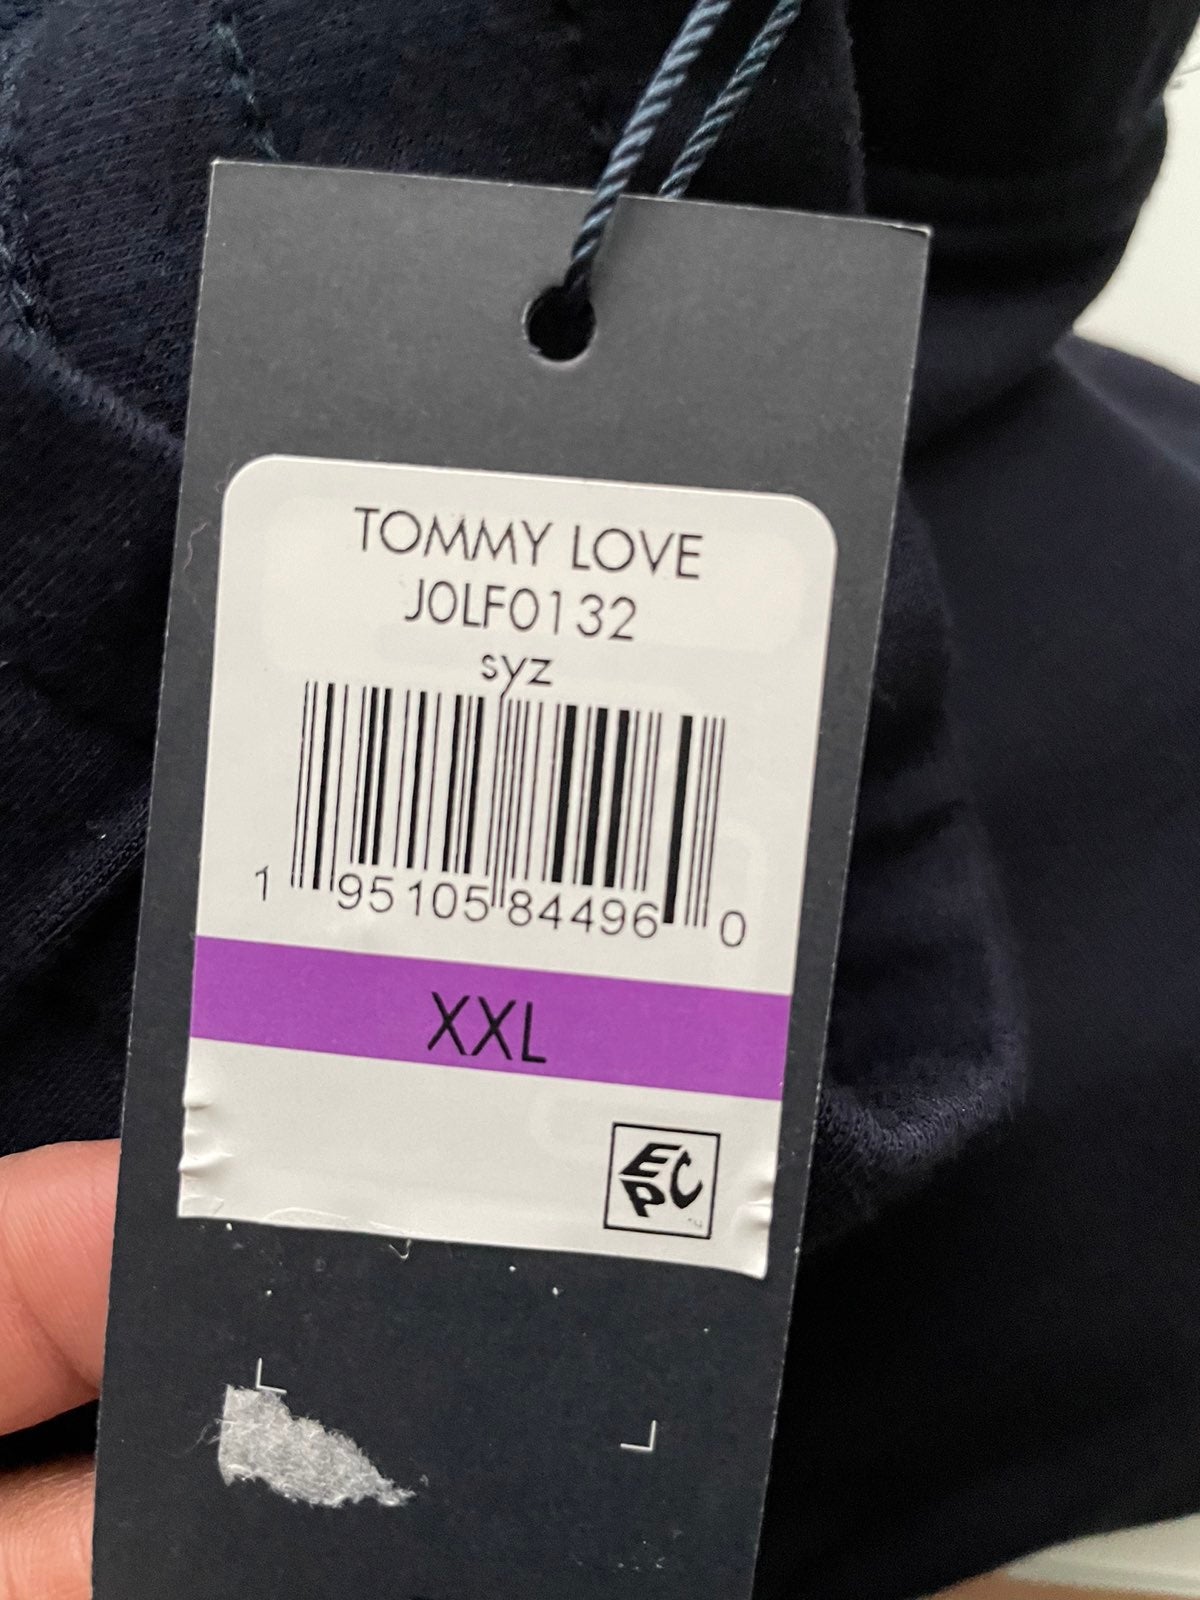 TOMMY LOVE
J0LF0132
syz
1 95105 84496 0
XXL
EPC